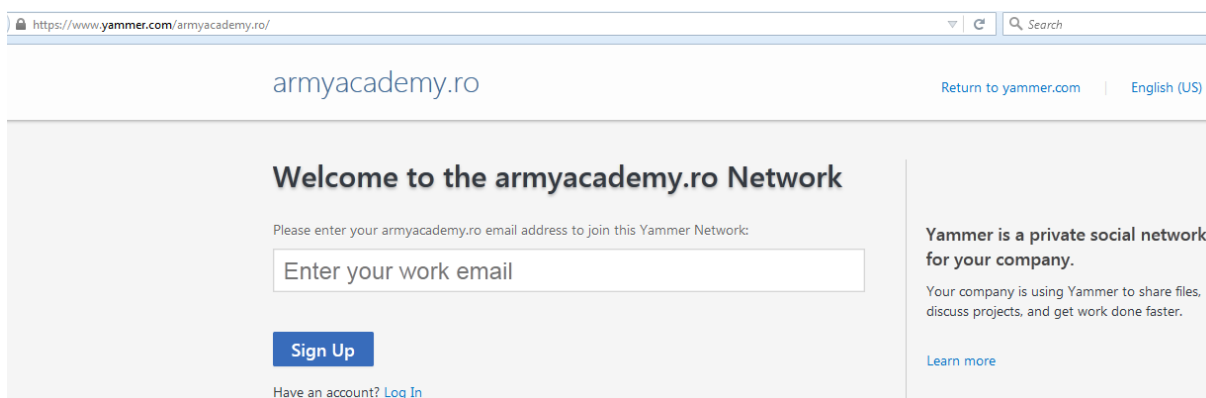 https://www.yammer.com/armyacademy.ro/
Search
armyacademy.ro
Return to yammer.com
English (US)
Welcome to the armyacademy.ro Network
Please enter your armyacademy.ro email address to join this Yammer Network:
Enter your work email
Sign Up
Have an account? Log In
Yammer is a private social network
for your company.
Your company is using Yammer to share files,
discuss projects, and get work done faster.
Learn more